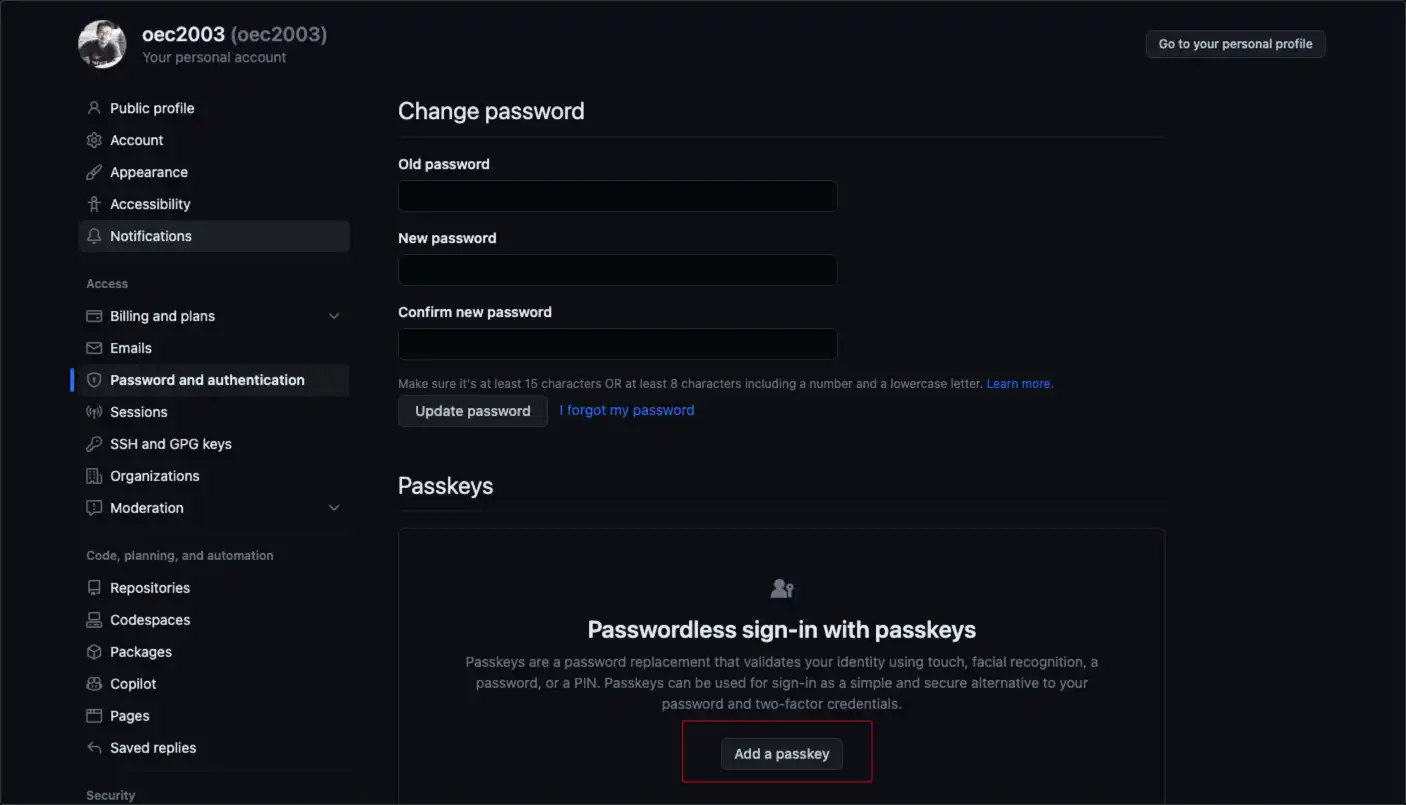 oec2003 (oec2003)
Your personal account
Go to your personal profile
Public profile
Account
Appearance
Accessibility
Notifications
Access
Billing and plans
Emails
Password and authentication
Sessions
SSH and GPG keys
Organizations
Moderation
Code, planning, and automation
Repositories
Codespaces
Packages
Copilot
Pages
Saved replies
Security
Change password
Old password
New password
Confirm new password
Make sure it's at least 15 characters OR at least 8 characters including a number and a lowercase letter. Learn more.
Update password
I forgot my password
Passkeys
Passwordless sign-in with passkeys
Passkeys are a password replacement that validates your identity using touch, facial recognition, a
password, or a PIN. Passkeys can be used for sign-in as a simple and secure alternative to your
password and two-factor credentials.
Add a passkey